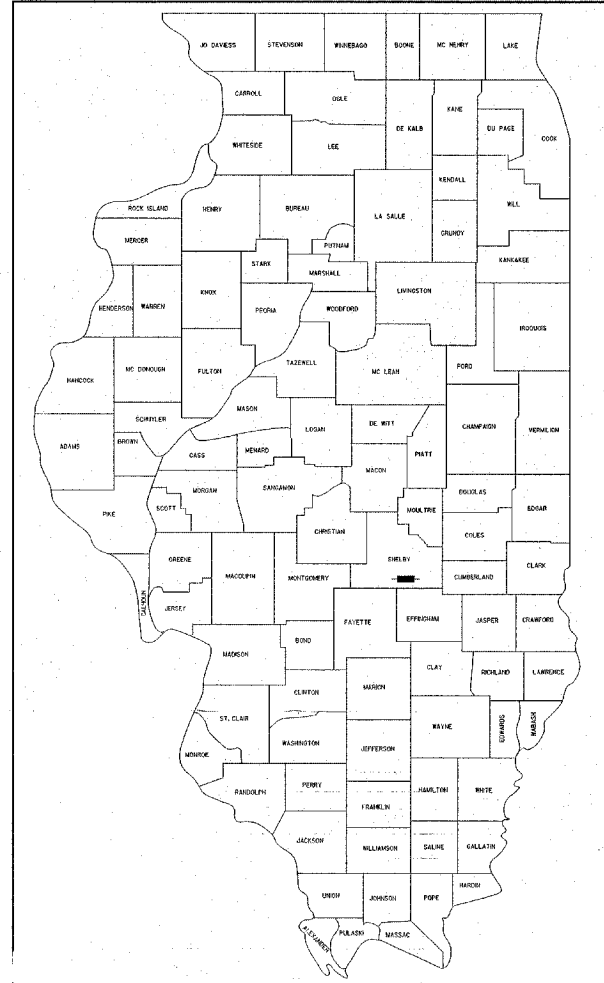 JO DAVIESS
STEVENSON
WINNEBAGO
BOONE
MC HENRY
LAKE
CARROLL
OGLE
DE KALB
KANE
DU PAGE
COOK
WHITESIDE
LEE
KENDALL
WILL
ROCK ISLAND
HENRY
BUREAU
LA SALLE
GRUNDY
MERCER
PUTNAM
KANKAKEE
STARK
MARSHALL
KNOX
LIVINGSTON
HENDERSON
WARREN
PEORIA
WOODFORD
IROQUOIS
HANCOCK
MC DONOUGH
FULTON
TAZEWELL
MC LEAN
FORD
MASON
SCHUYLER
LOGAN
DE WITT
CHAMPAIGN
VERMILION
ADAMS
BROWN
CASS
MENARD
PIATT
MACON
MORGAN
SANGAMON
DOUGLAS
PIKE
SCOTT
MOULTRIE
EDGAR
CHRISTIAN
COLES
GREENE
MACOUPIN
MONTGOMERY
SHELBY
CLARK
CUMBERLAND
CALHOUN
JERSEY
FAYETTE
EFFINGHAM
JASPER
CRAWFORD
BOND
MADISON
CLAY
RICHLAND
LAWRENCE
CLINTON
MARION
ST. CLAIR
WAYNE
EDWARDS
WABASH
MONROE
WASHINGTON
JEFFERSON
RANDOLPH
PERRY
HAMILTON
WHITE
FRANKLIN
JACKSON
WILLIAMSON
SALINE
GALLATIN
UNION
JOHNSON
POPE
HARDIN
ALEXANDER
PULASKI
MASSAC